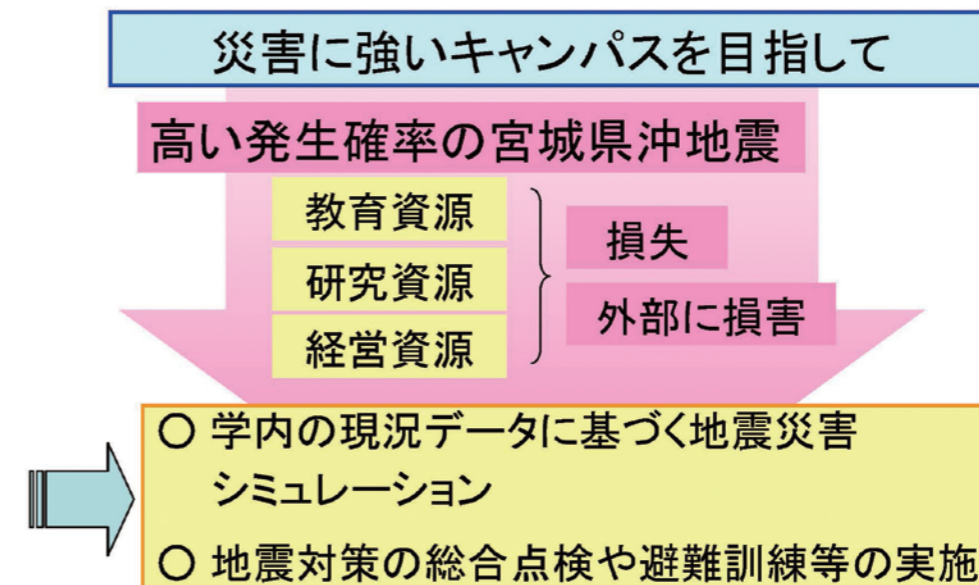 災害に強いキャンパスを目指して
高い発生確率の宮城県沖地震
教育資源
研究資源
経営資源
損失
外部に損害
○ 学内の現況データに基づく地震災害
シミュレーション
○ 地震対策の総合点検や避難訓練等の実施